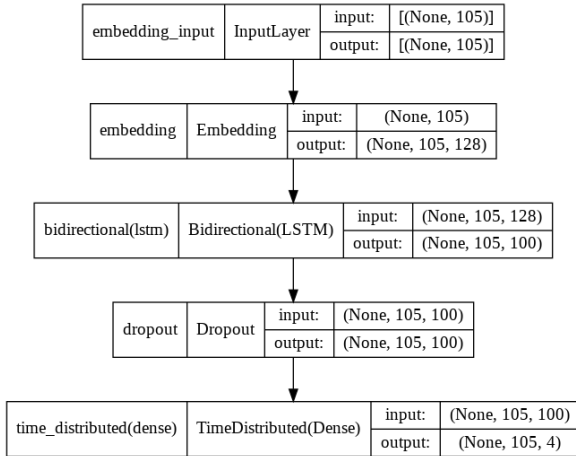 embedding_input InputLayer input: [(None, 105)]
output: [(None, 105)]
embedding Embedding input: (None, 105)
output: (None, 105, 128)
bidirectional(lstm) Bidirectional(LSTM) input: (None, 105, 128)
output: (None, 105, 100)
dropout Dropout input: (None, 105, 100)
output: (None, 105, 100)
time_distributed(dense) TimeDistributed(Dense) input: (None, 105, 100)
output: (None, 105, 4)